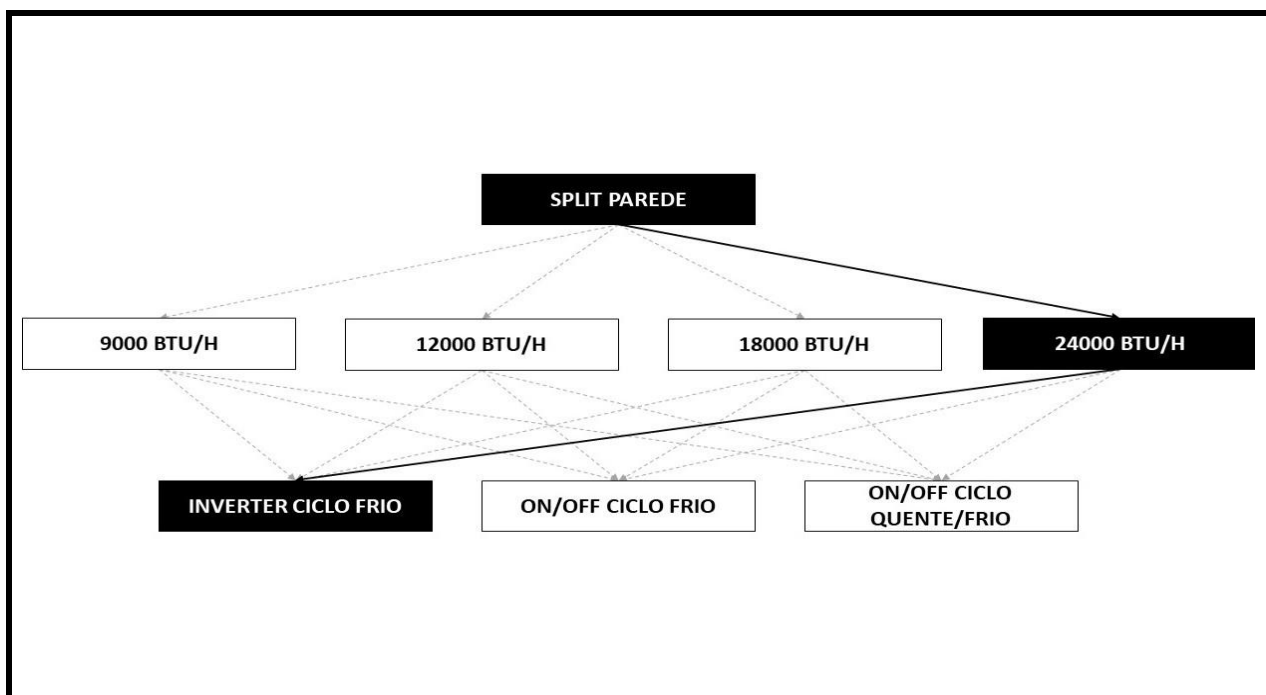 SPLIT PAREDE
9000 BTU/H
12000 BTU/H
18000 BTU/H
24000 BTU/H
INVERTER CICLO FRIO
ON/OFF CICLO FRIO
ON/OFF CICLO
QUENTE/FRIO